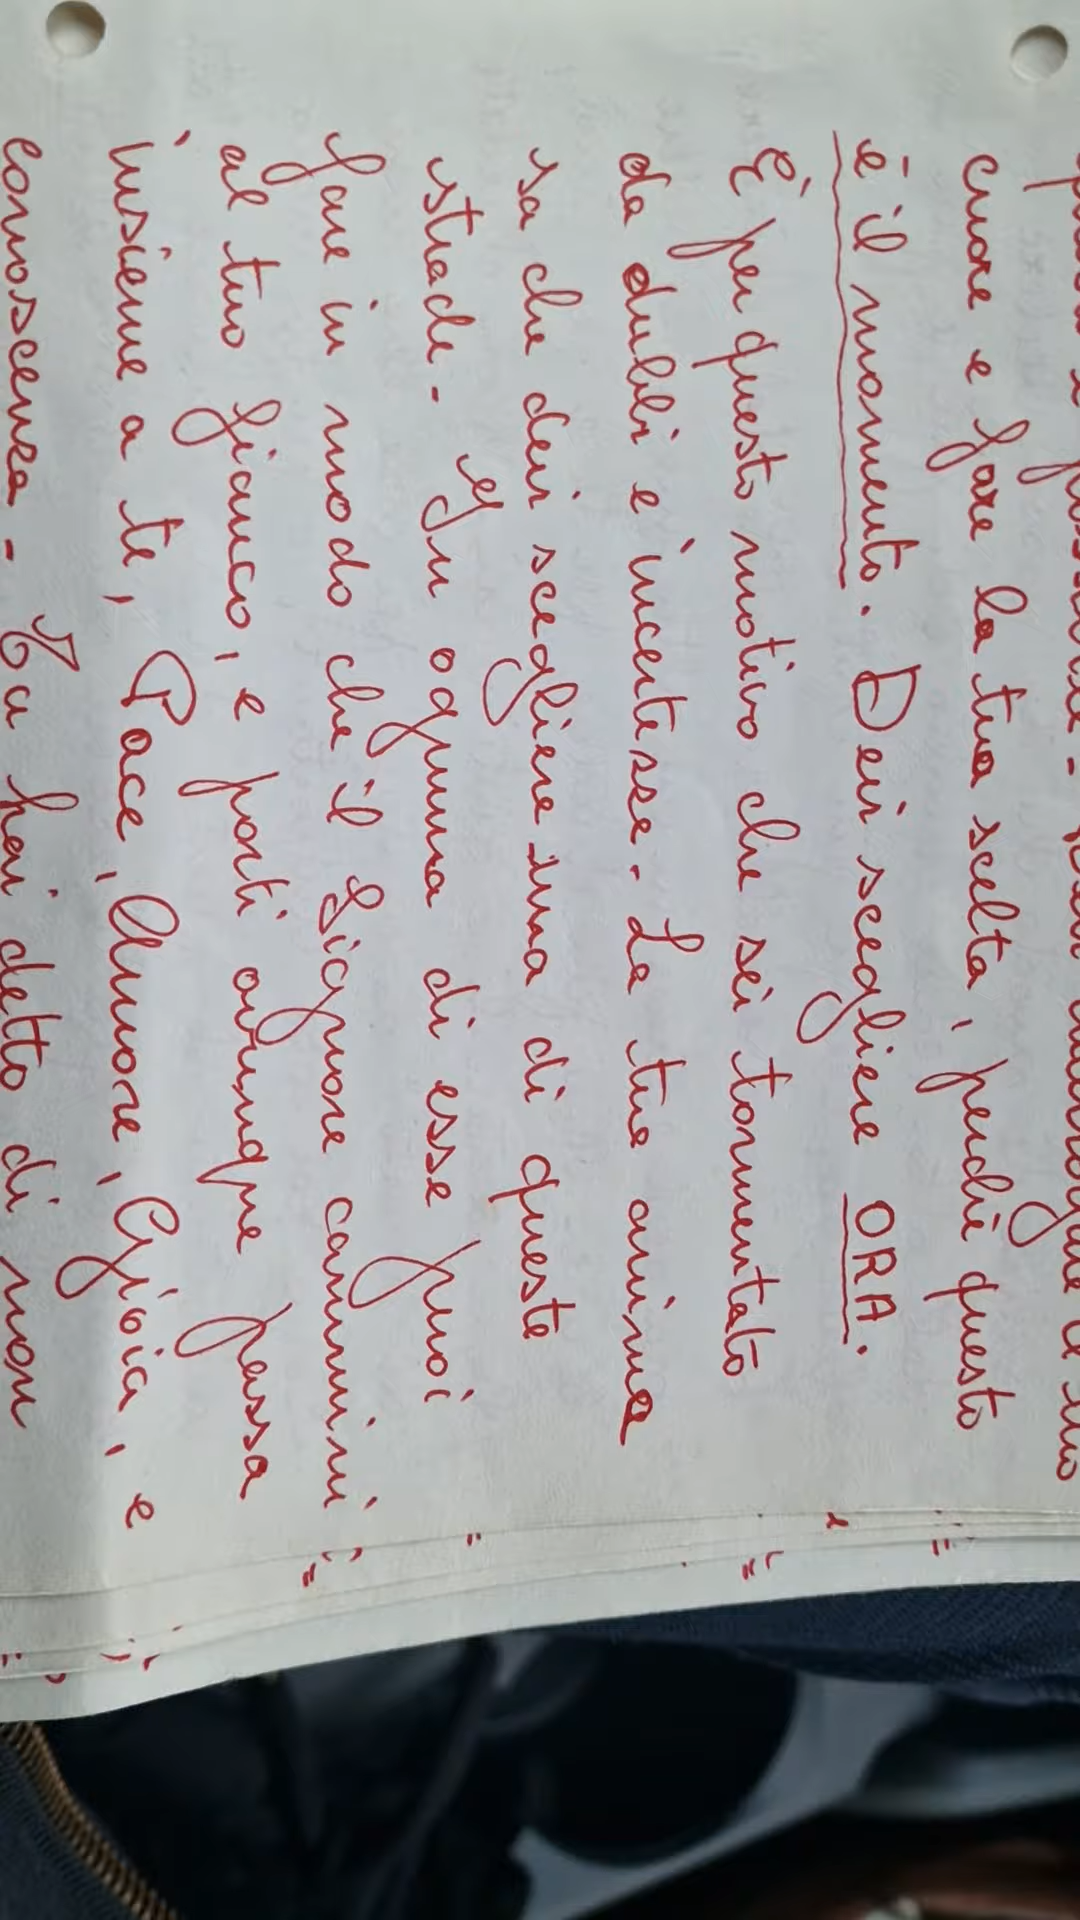 cuore e fare la tua scelta, perchè questo
è il momento. Devi scegliere ORA.
È per questo motivo che sei tormentato
da dubbi e incertesse. La tua anima
sa che devi scegliere una di queste
strade. In ognuna di esse puoi
fare in modo che il Signore cammini
al tuo fianco, e porti ovunque passa
insieme a te, Pace, Amore, Gioia, e
conoscenza - Tu hai detto di non